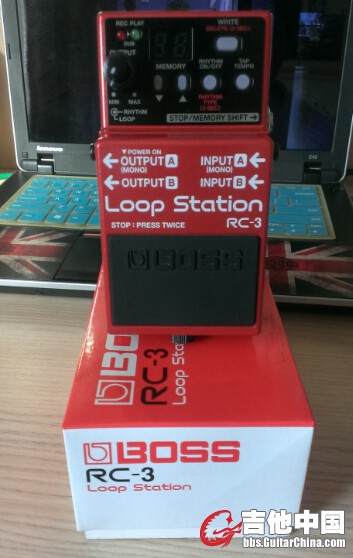 REC PLAY
DUB
OUTPUT
WRITE
DELETE (2 SEC)
MEMORY
RHYTHM
ON/OFF
TAP
TEMPO
MIN MAX
RHYTHM
LOOP
RHYTHM
TYPE
(2 SEC)
STOP/MEMORY SHIFT
lenovo
▼POWER ON
OUTPUT A
(MONO)
INPUT A
(MONO)
OUTPUT B
INPUT B
Loop Station
RC-3
STOP : PRESS TWICE
BOSS
BOSS
RC-3
Loop Stat
BOSS
RC-3
Loop Station
吉他中国
bbs.GuitarChina.com